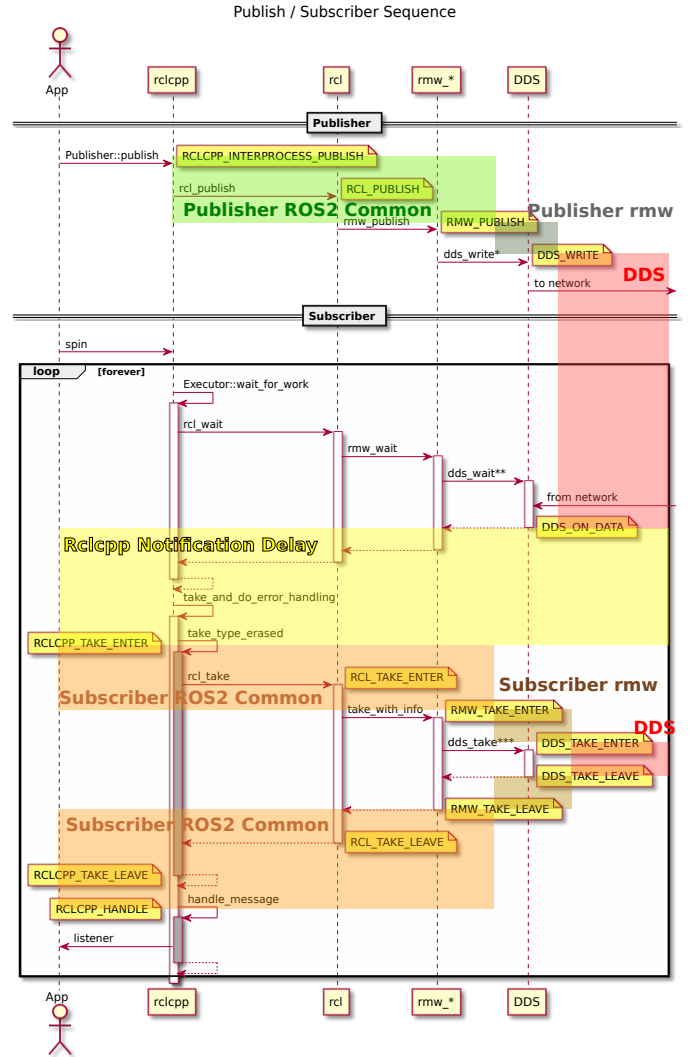 Publish / Subscriber Sequence
App
rclcpp
rcl
rmw_*
DDS
Publisher
Publisher::publish
RCLCPP_INTERPROCESS_PUBLISH
rcl_publish
RCL_PUBLISH
Publisher ROS2 Common
Publisher rmw
rmw_publish
RMW_PUBLISH
dds_write*
DDS_WRITE
DDS
to network
Subscriber
spin
loop
[forever]
Executor::wait_for_work
rcl_wait
rmw_wait
dds_wait**
from network
DDS_ON_DATA
Rclcpp Notification Delay
take_and_do_error_handling
take_type_erased
RCLCPP_TAKE_ENTER
rcl_take
RCL_TAKE_ENTER
Subscriber rmw
Subscriber ROS2 Common
take_with_info
RMW_TAKE_ENTER
DDS
dds_take***
DDS_TAKE_ENTER
DDS_TAKE_LEAVE
RMW_TAKE_LEAVE
Subscriber ROS2 Common
RCL_TAKE_LEAVE
RCLCPP_TAKE_LEAVE
handle_message
RCLCPP_HANDLE
listener
App
rclcpp
rcl
rmw_*
DDS